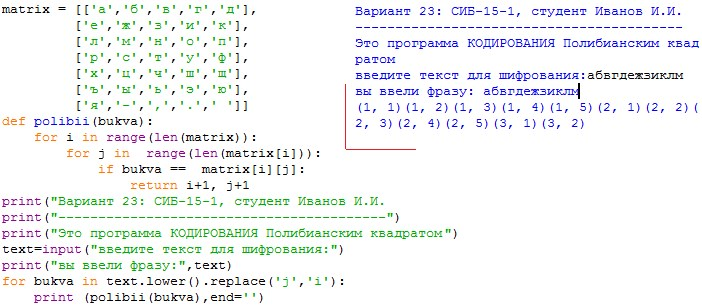 matrix = [['а','б','в','г','д'],
['е','ж','з','и','к'],
['л','м','н','о','п'],
['р','с','т','у','ф'],
['х','ц','ч','ш','щ'],
['ъ','ы','ь','э','ю'],
['я','-',',','.',' ']]
def polibii(bukva):
for i in range(len(matrix)):
for j in  range(len(matrix[i])):
if bukva ==  matrix[i][j]:
return i+1, j+1
print("Вариант 23: СИБ-15-1, студент Иванов И.И.
print("-----------------------------------------")
print("Это программа КОДИРОВАНИЯ Полибианским квадратом")
text=input("введите текст для шифрования:")
print("вы ввели фразу:",text)
for bukva in text.lower().replace('j','i'):
print (polibii(bukva),end='')
Вариант 23: СИБ-15-1, студент Иванов И.И.
-----------------------------------------
Это программа КОДИРОВАНИЯ Полибианским квад
ратом
введите текст для шифрования:абвгдежзиклм
вы ввели фразу: абвгдежзиклм
(1, 1)(1, 2)(1, 3)(1, 4)(1, 5)(2, 1)(2, 2)(
2, 3)(2, 4)(2, 5)(3, 1)(3, 2)